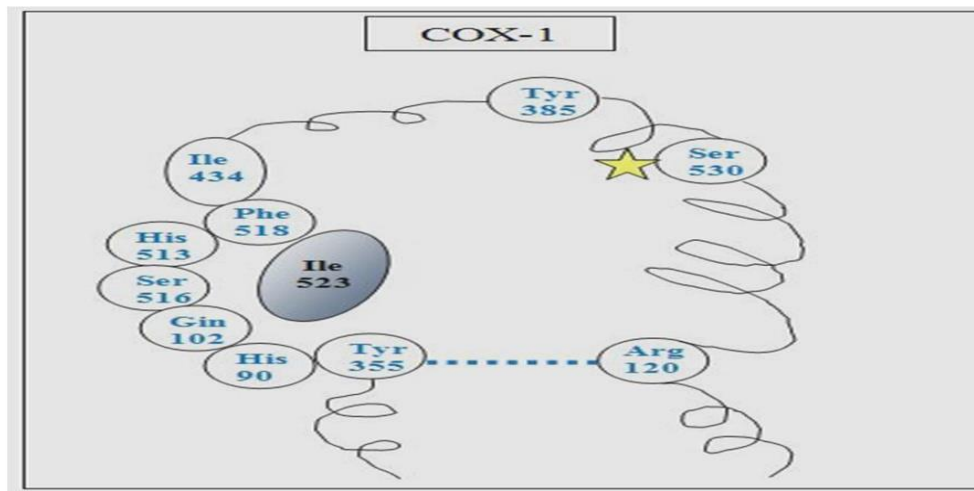 COX-1
Tyr
385
Ser
530
Ile
434
Phe
518
His
513
Ile
523
Ser
516
Gin
102
His
90
Tyr
355
Arg
120